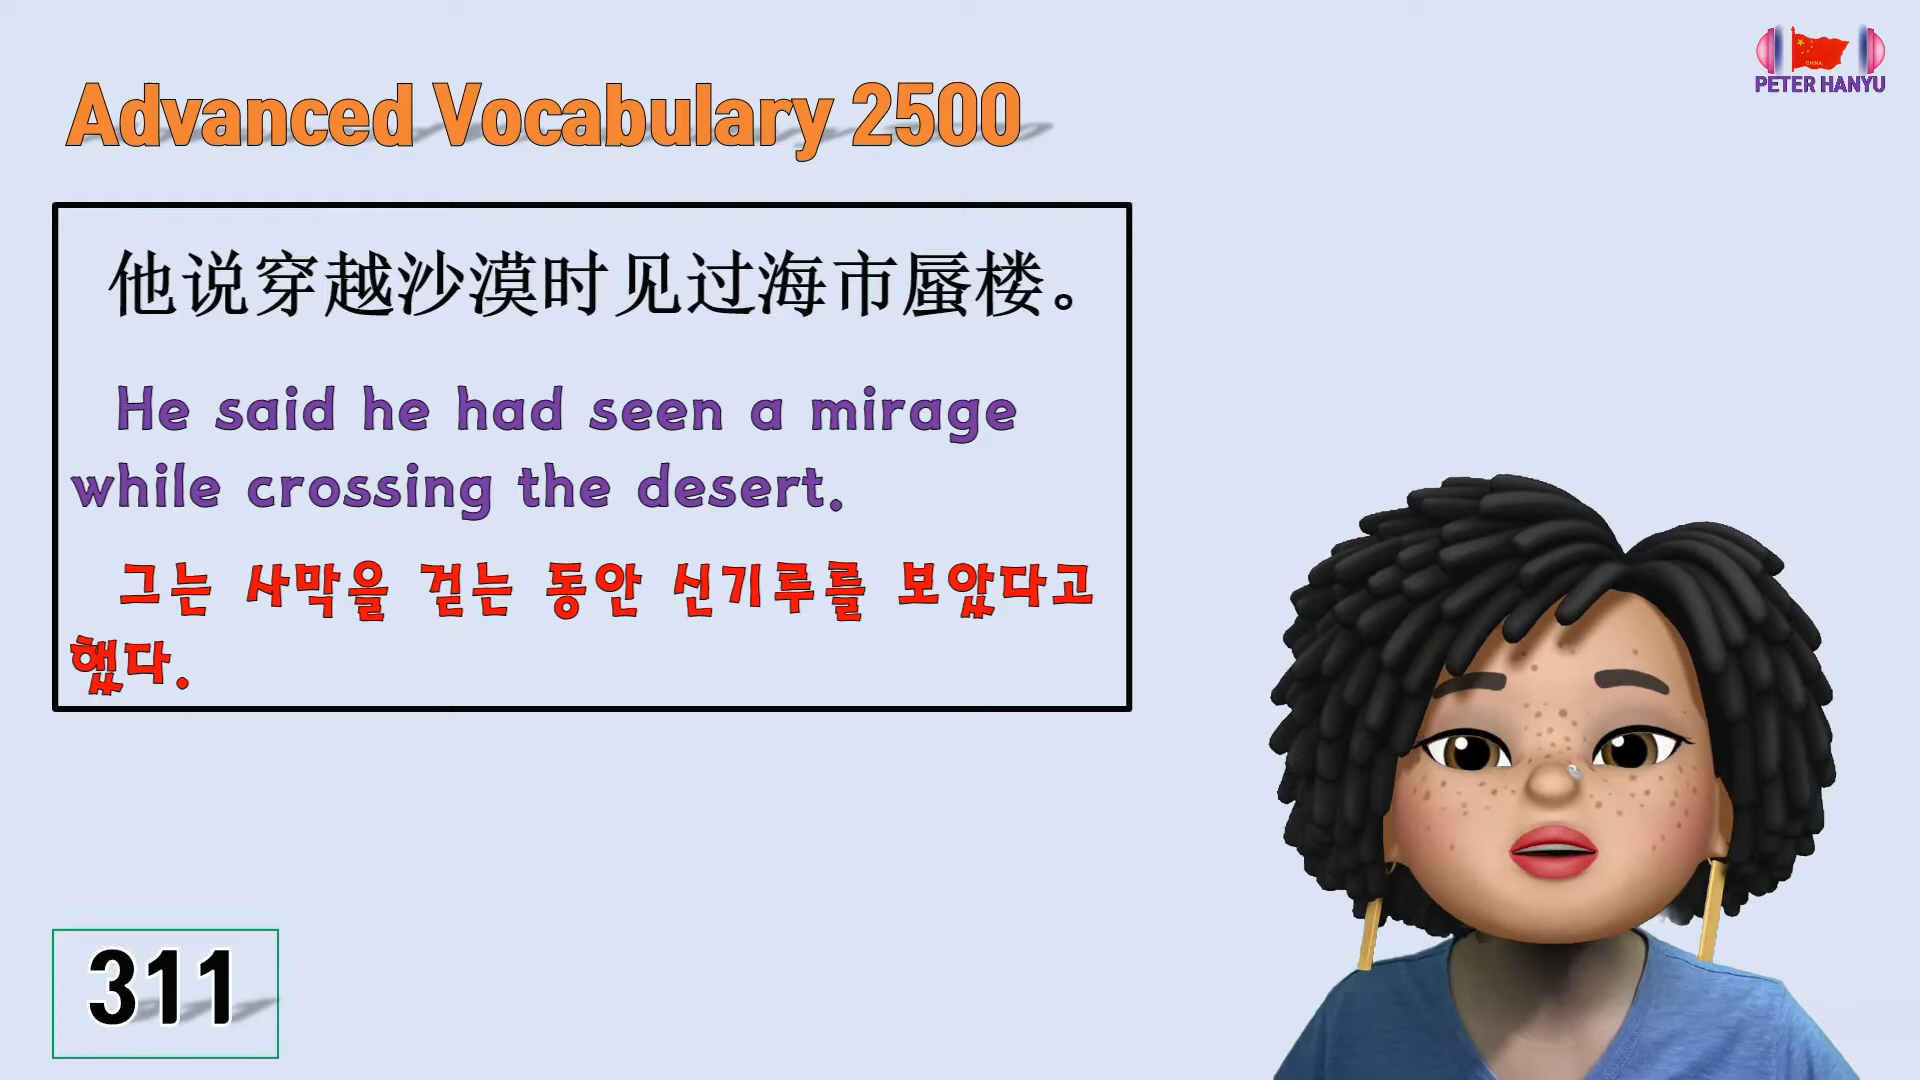 PETER HANYU
Advanced Vocabulary 2500
他说穿越沙漠时见过海市蜃楼。
He said he had seen a mirage
while crossing the desert.
그는 사막을 걷는 동안 신기루를 보았다고
했다.
311